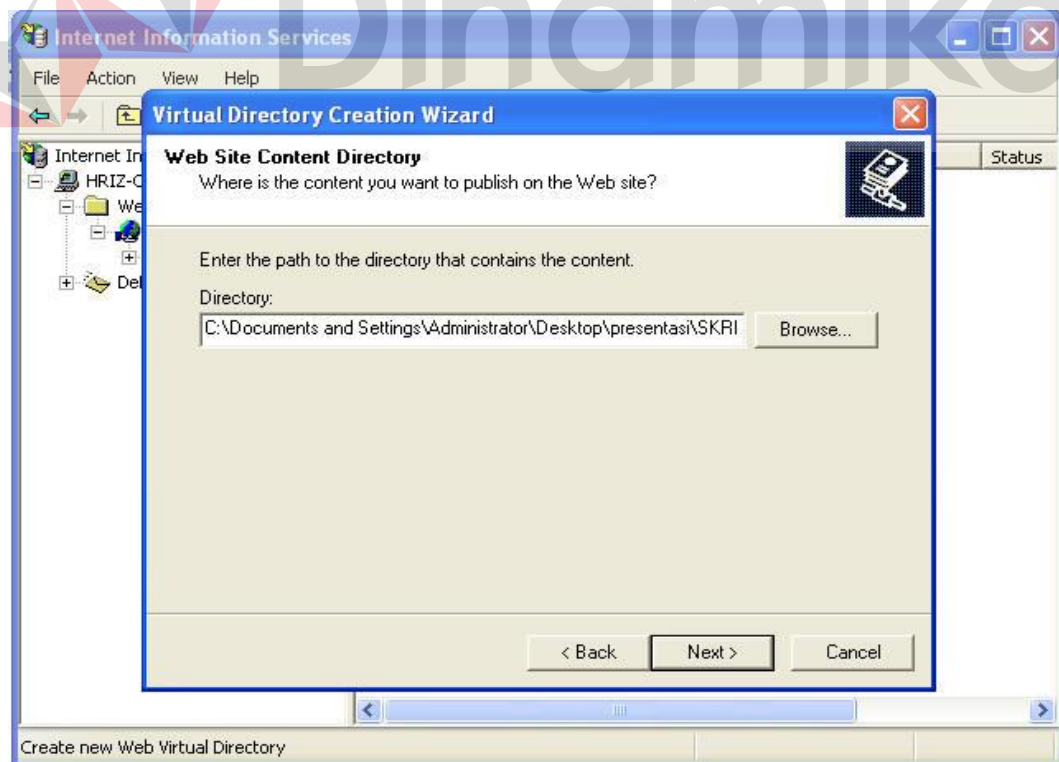 Dinamika
Internet Information Services
File Action View Help
Virtual Directory Creation Wizard
Web Site Content Directory
Where is the content you want to publish on the Web site?
Internet In
Status
HRIZ-C
We
Enter the path to the directory that contains the content.
Del
Directory:
C:\Documents and Settings\Administrator\Desktop\presentasi\SKRI
Browse...
< Back
Next >
Cancel
Create new Web Virtual Directory